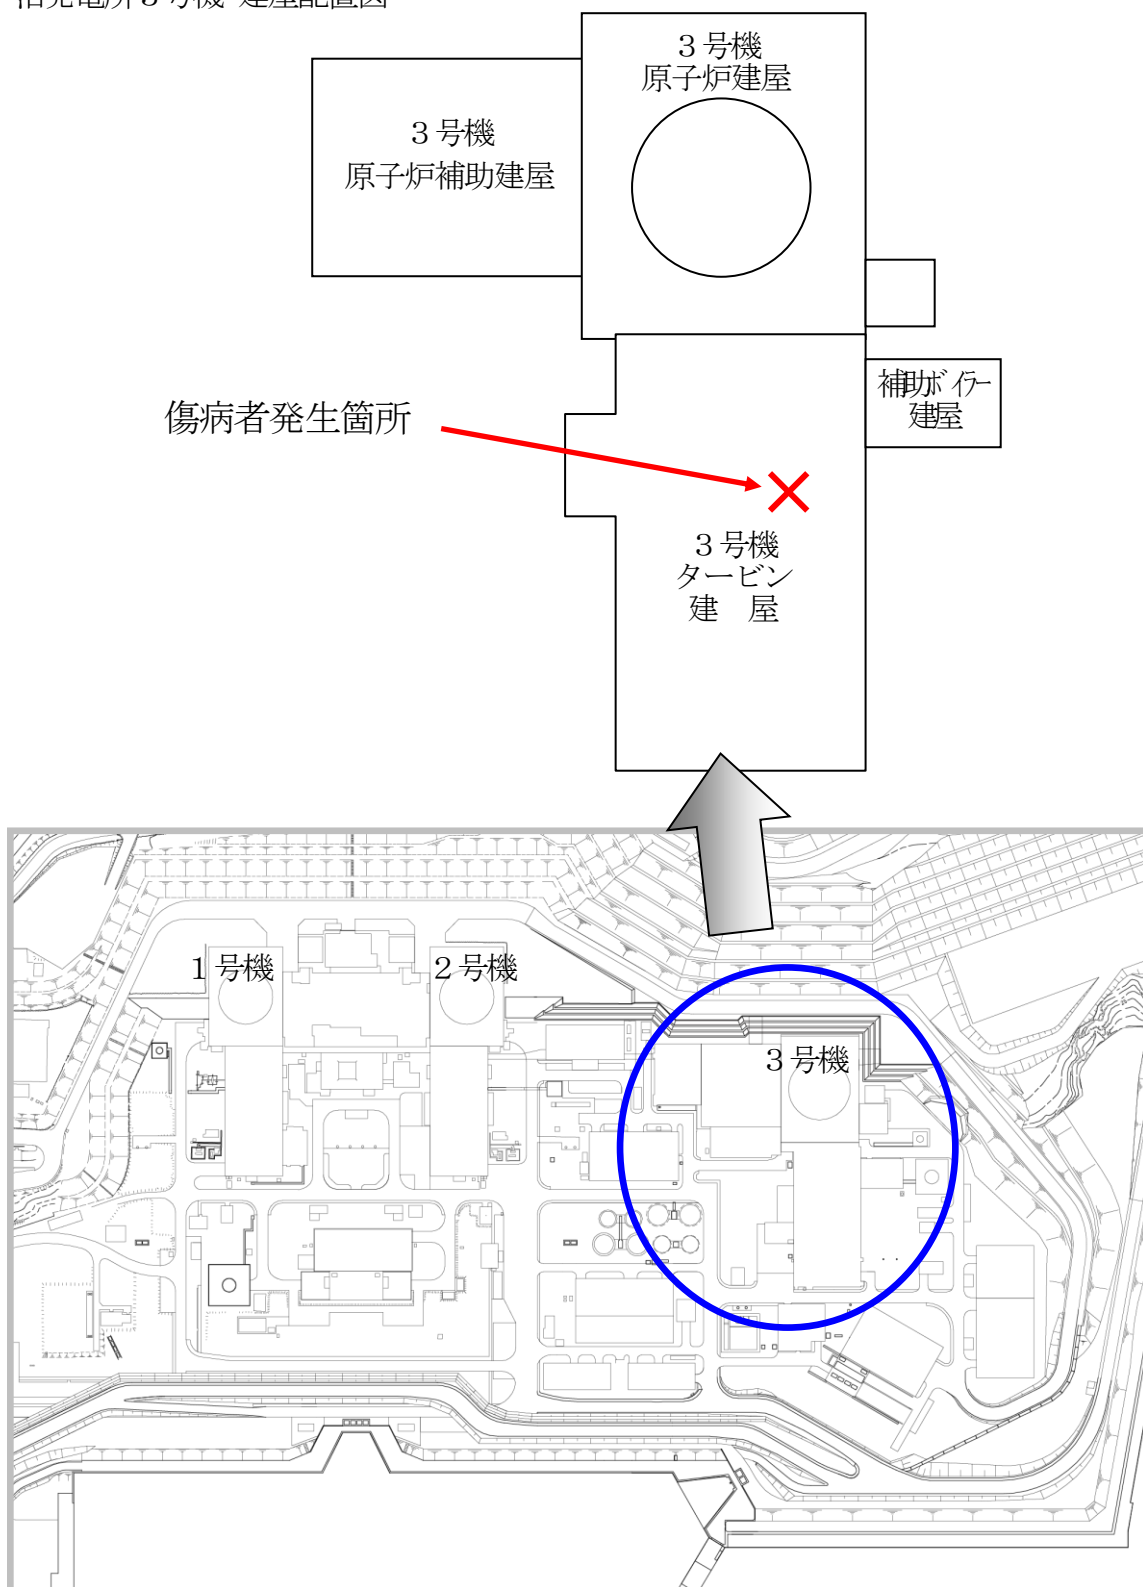 ３号機
原子炉建屋
３号機
原子炉補助建屋
補助ﾎﾞｲﾗｰ
建屋
傷病者発生箇所
３号機
タービン
建　屋
１号機
２号機
３号機